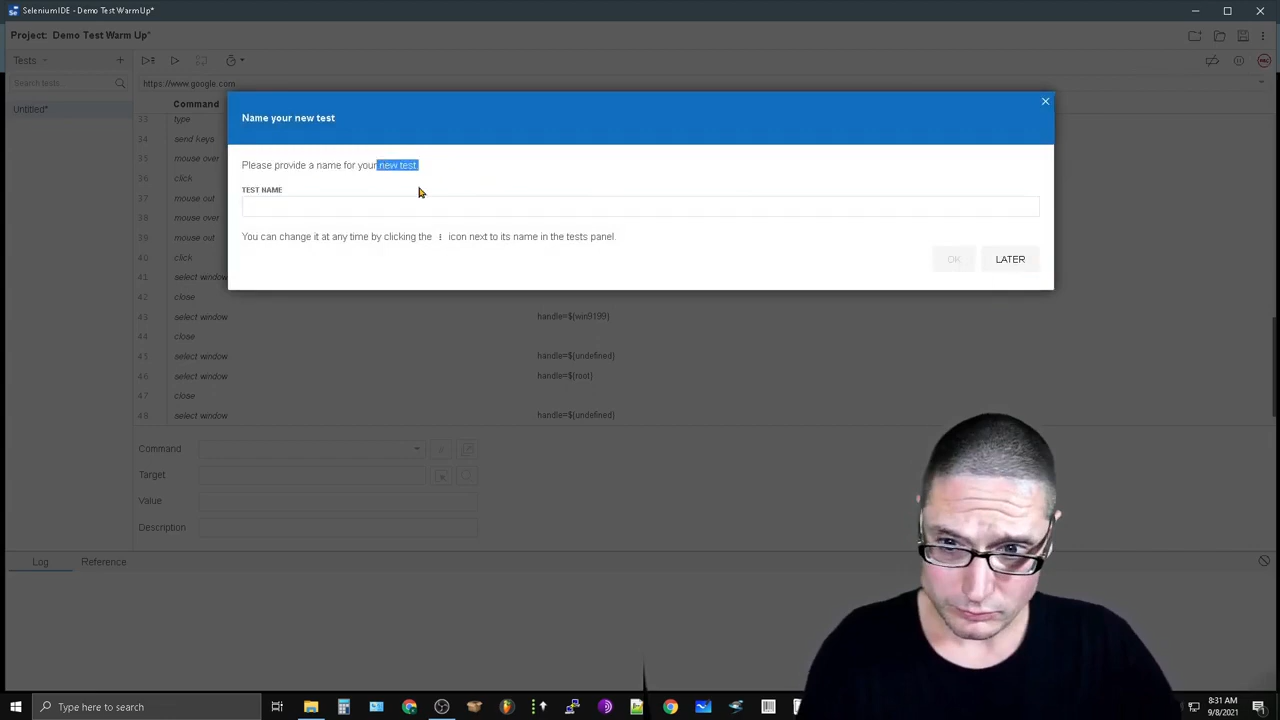 SeleniumIDE - Demo Test WarmUp*
Project: Demo Test Warm Up*
Tests
Search tests
https://www.google.com
Untitled*
Command
33 type
34 send keys
35 mouse over
36 click
37 mouse out
38 mouse over
39 mouse out
40 click
41 select window
42 close
43 select window handle=${win9199}
44 close
45 select window handle=${undefined}
46 select window handle=${root}
47 close
48 select window handle=${undefined}
Name your new test
Please provide a name for your new test
TEST NAME
You can change it at any time by clicking the ⋮ icon next to its name in the tests panel.
OK
LATER
Command
Target
Value
Description
Log
Reference
Type here to search
8:31 AM
9/8/2021